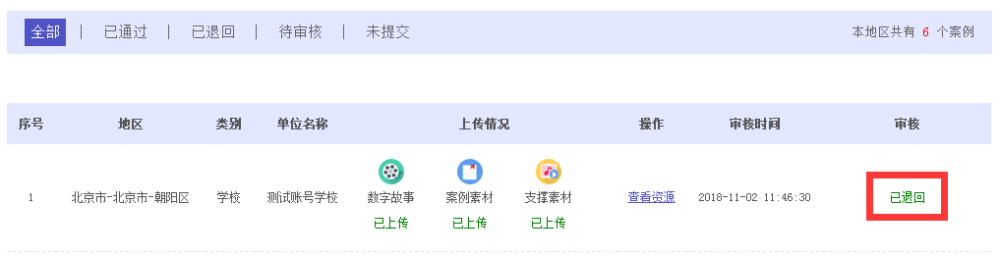 全部 | 已通过 | 已退回 | 待审核 | 未提交 本地区共有 6 个案例
序号 地区 类别 单位名称 上传情况 操作 审核时间 审核
1 北京市-北京市-朝阳区 学校 测试账号学校 数字故事 案例素材 支撑素材 查看资源 2018-11-02 11:46:30 已退回
已上传 已上传 已上传